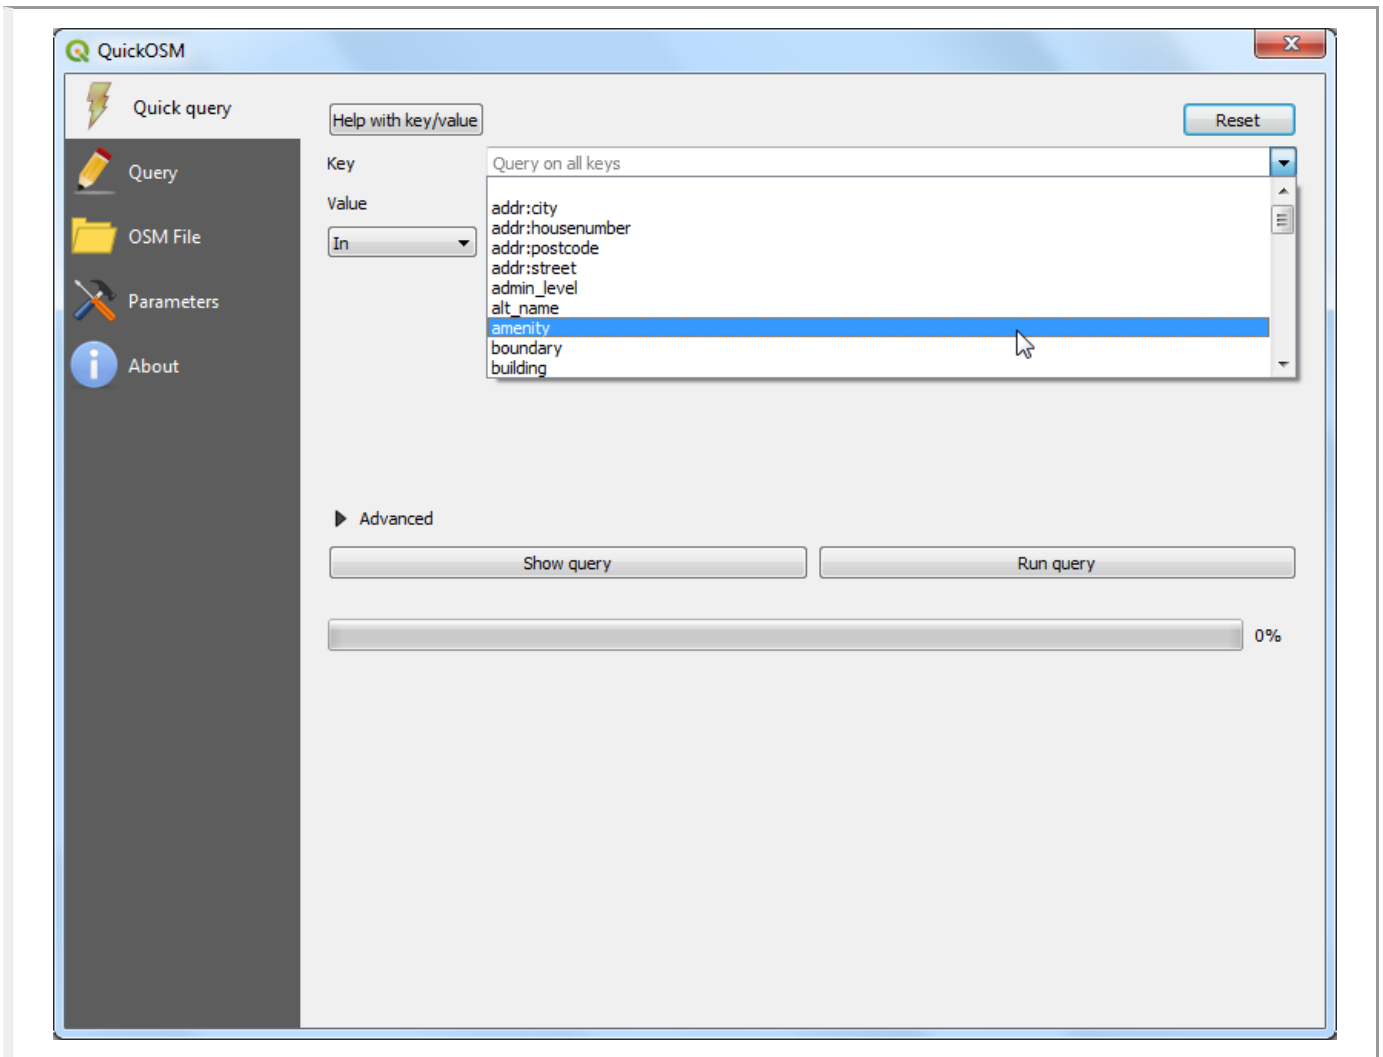 QuickOSM
Quick query
Query
OSM File
Parameters
About
Help with key/value
Reset
Key
Query on all keys
Value
In
addr:city
addr:housenumber
addr:postcode
addr:street
admin_level
alt_name
amenity
boundary
building
Advanced
Show query
Run query
0%